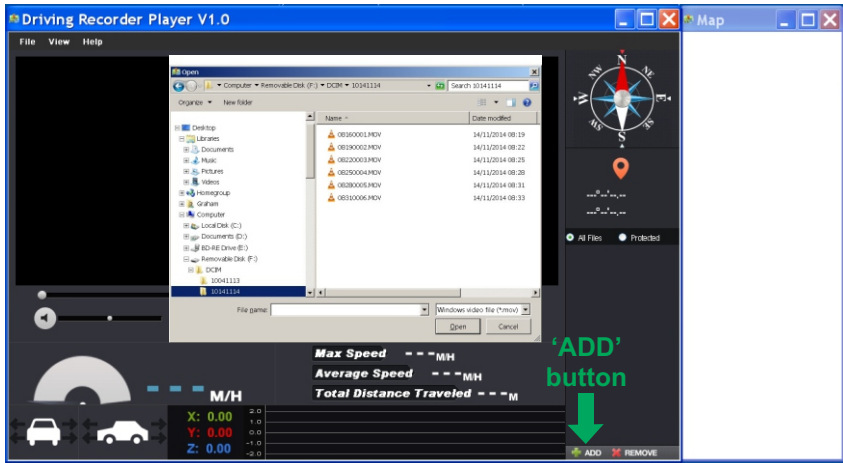 Driving Recorder Player V1.0
Map
File View Help
Open
Computer Removable Disk (F:) DCIM 10141114
Search 10141114
Organize New folder
Name Date modified
Desktop
Libraries
Documents
Music
Pictures
Videos
Homegroup
Graham
Computer
Local Disk (C:)
Documents (D:)
BD-RE Drive (E:)
Removable Disk (F:)
DCIM
10041113
10141114
08160001.MOV 14/11/2014 08:19
08190002.MOV 14/11/2014 08:22
08220003.MOV 14/11/2014 08:25
08250004.MOV 14/11/2014 08:28
08280005.MOV 14/11/2014 08:31
08310006.MOV 14/11/2014 08:33
File name:
Windows video file (*.mov)
Open Cancel
N
NW NE
W E
SW SE
S
---°--'--,--
---°--'--,--
All Files Protected
Max Speed ---M/H
Average Speed ---M/H
Total Distance Traveled ---M
--- M/H
X: 0.00
Y: 0.00
Z: 0.00
2.0
1.0
0.0
-1.0
-2.0
'ADD'
button
ADD REMOVE